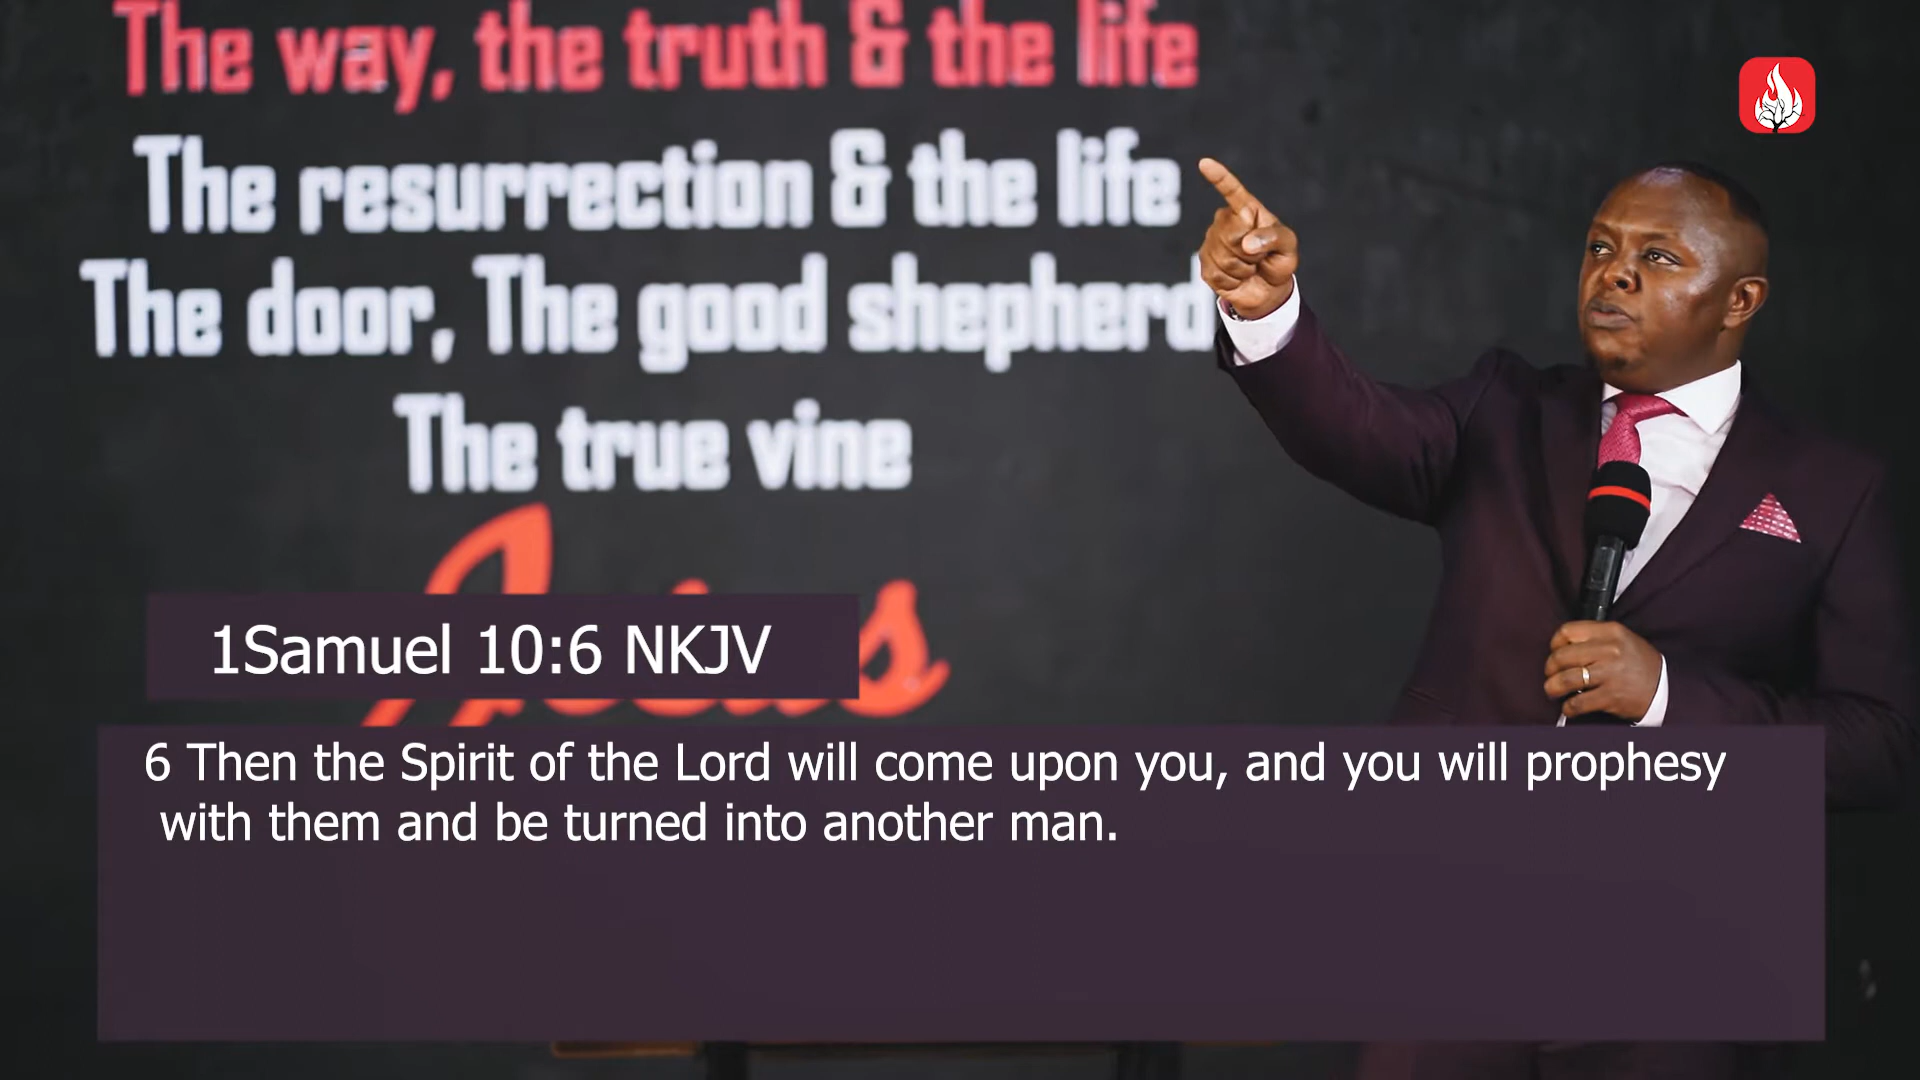 The way, the truth & the life
The resurrection & the life
The door, The good shepherd
The true vine
1Samuel 10:6 NKJV
6 Then the Spirit of the Lord will come upon you, and you will prophesy
with them and be turned into another man.